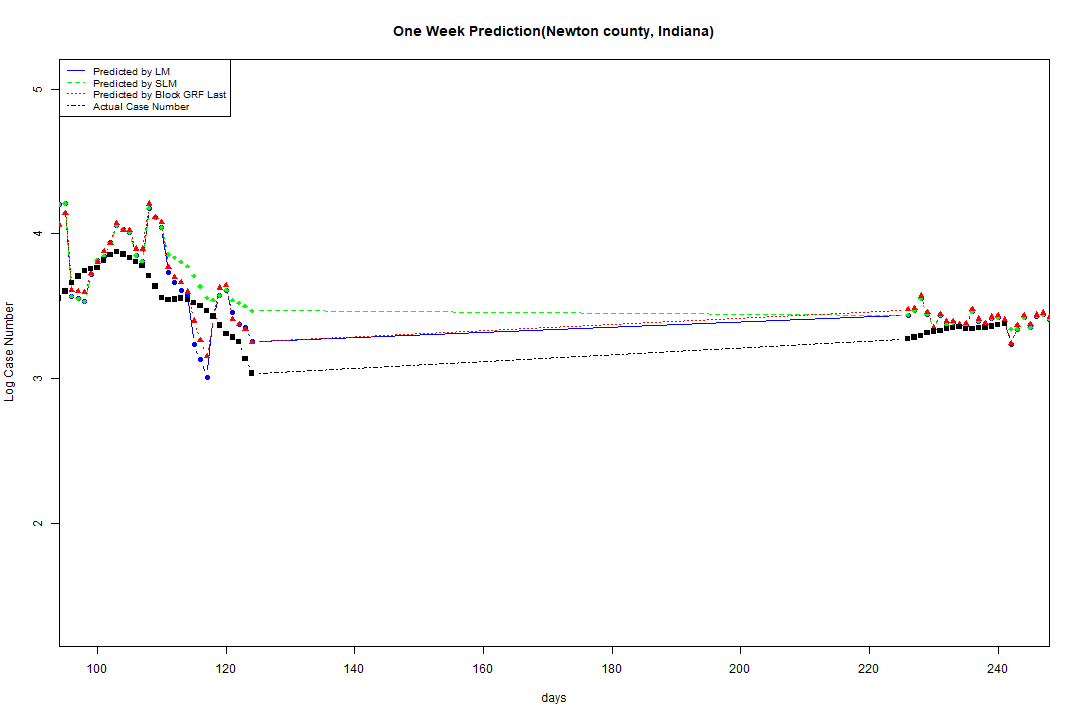 One Week Prediction(Newton county, Indiana)
Predicted by LM
Predicted by SLM
Predicted by Block GRF Last
Actual Case Number
5
4
3
2
Log Case Number
100 120 140 160 180 200 220 240
days